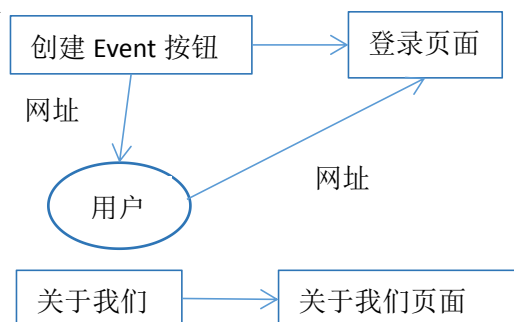 创建 Event 按钮
登录页面
网址
网址
用户
关于我们
关于我们页面